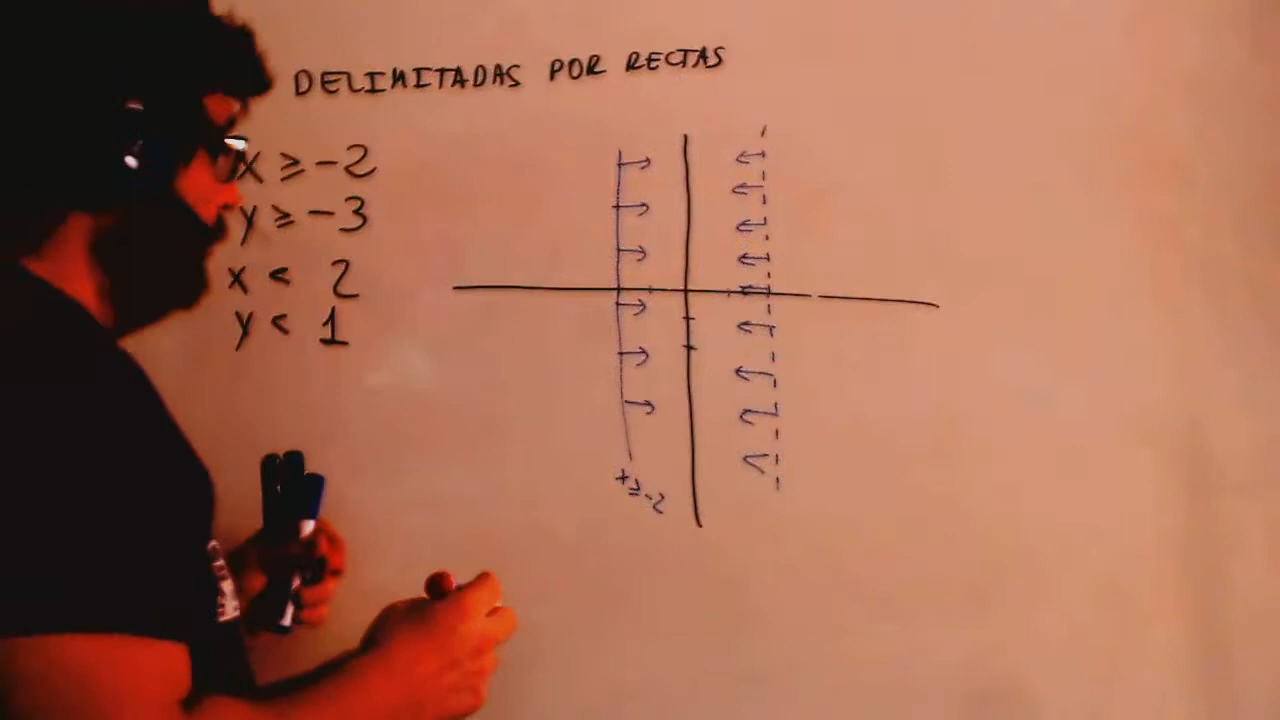 DELIMITADAS POR RECTAS
x ≥ -2
y ≥ -3
x < 2
y < 1
x ≥ -2